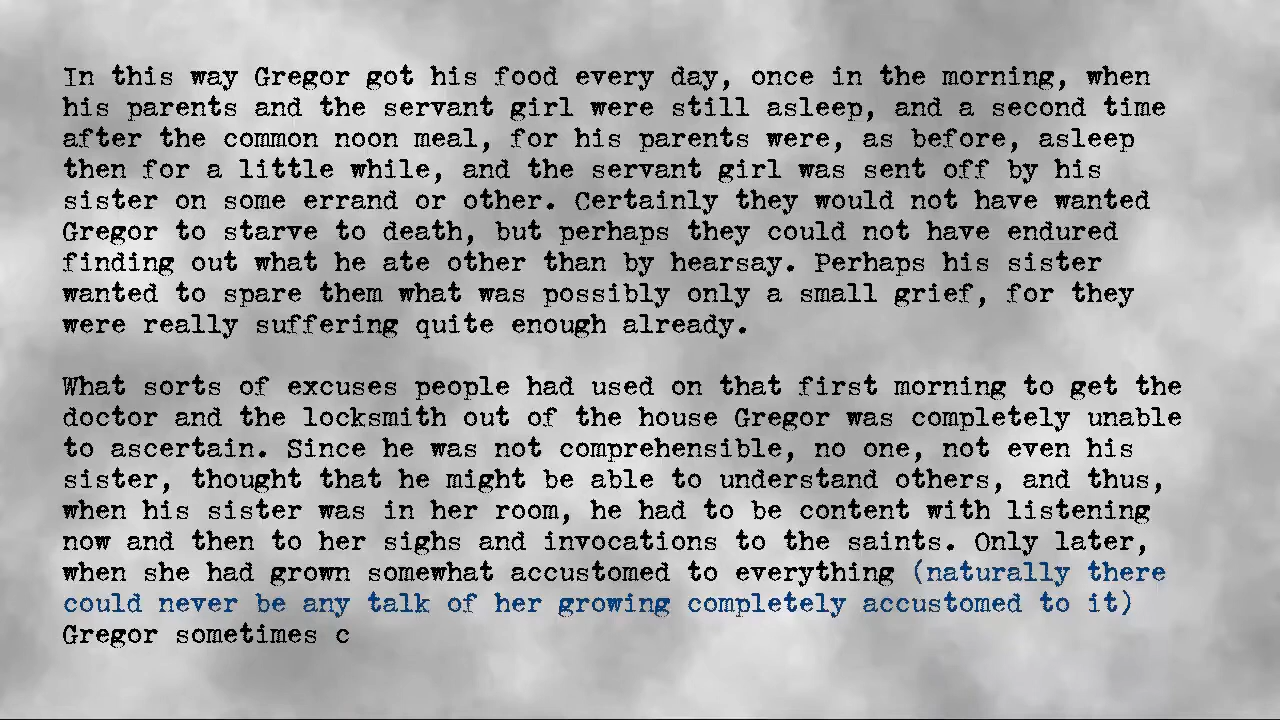 In this way Gregor got his food every day, once in the morning, when
his parents and the servant girl were still asleep, and a second time
after the common noon meal, for his parents were, as before, asleep
then for a little while, and the servant girl was sent off by his
sister on some errand or other. Certainly they would not have wanted
Gregor to starve to death, but perhaps they could not have endured
finding out what he ate other than by hearsay. Perhaps his sister
wanted to spare them what was possibly only a small grief, for they
were really suffering quite enough already.
What sorts of excuses people had used on that first morning to get the
doctor and the locksmith out of the house Gregor was completely unable
to ascertain. Since he was not comprehensible, no one, not even his
sister, thought that he might be able to understand others, and thus,
when his sister was in her room, he had to be content with listening
now and then to her sighs and invocations to the saints. Only later,
when she had grown somewhat accustomed to everything (naturally there
could never be any talk of her growing completely accustomed to it)
Gregor sometimes c